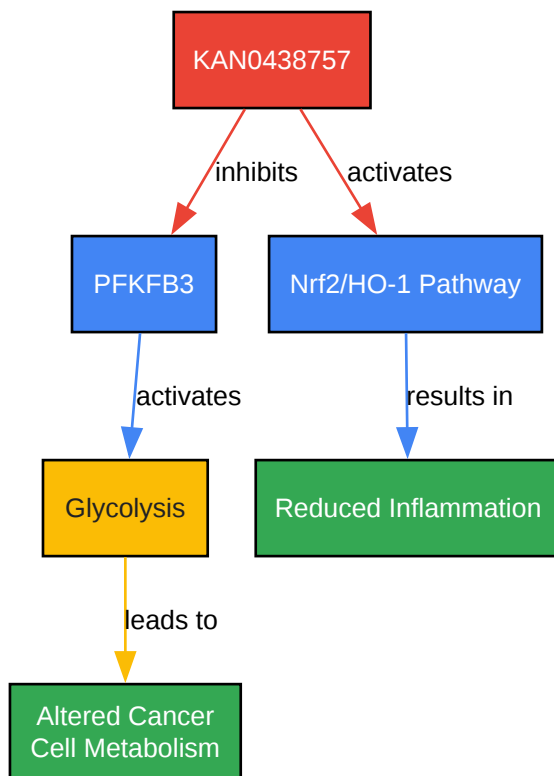 KAN0438757
inhibits
activates
PFKFB3
Nrf2/HO-1 Pathway
activates
results in
Glycolysis
Reduced Inflammation
leads to
Altered Cancer
Cell Metabolism